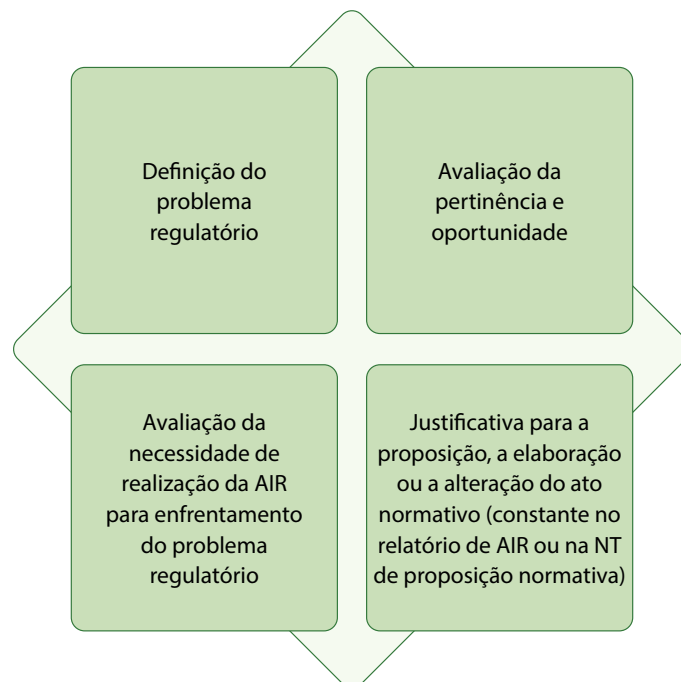 Definição do
problema
regulatório
Avaliação da
pertinência e
oportunidade
Avaliação da
necessidade de
realização da AIR
para enfrentamento
do problema
regulatório
Justificativa para a
proposição, a elaboração
ou a alteração do ato
normativo (constante no
relatório de AIR ou na NT
de proposição normativa)